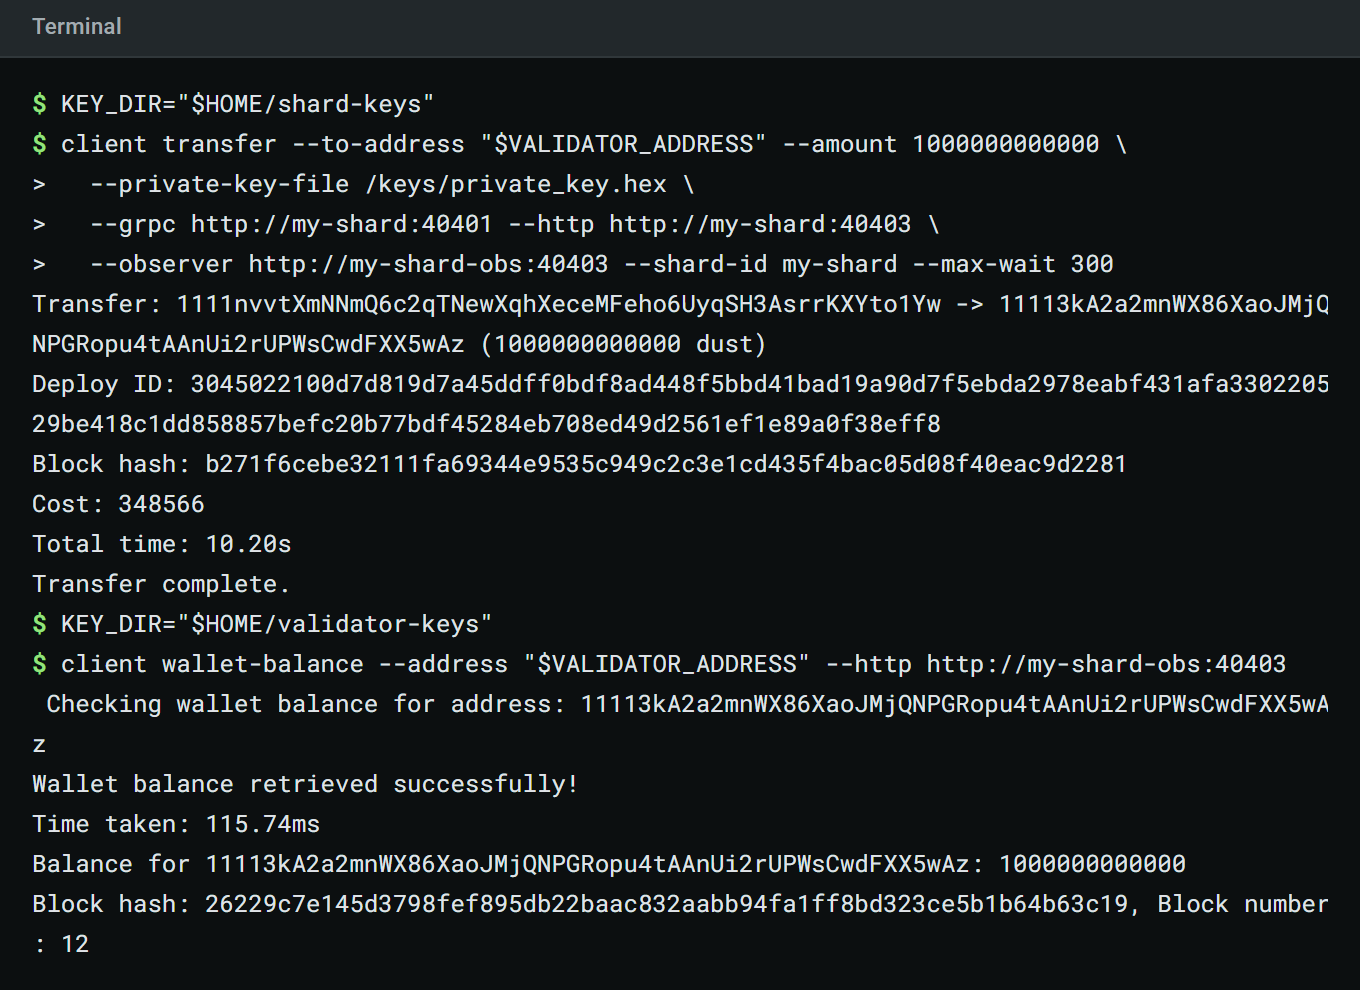 Terminal
$ KEY_DIR="$HOME/shard-keys"
$ client transfer --to-address "$VALIDATOR_ADDRESS" --amount 1000000000000 \
>   --private-key-file /keys/private_key.hex \
>   --grpc http://my-shard:40401 --http http://my-shard:40403 \
>   --observer http://my-shard-obs:40403 --shard-id my-shard --max-wait 300
Transfer: 1111nvvtXmNNmQ6c2qTNewXqhXeceMFeho6UyqSH3AsrrKXYto1Yw -> 11113kA2a2mnWX86XaoJMjQ
NPGRopu4tAAnUi2rUPWsCwdFXX5wAz (1000000000000 dust)
Deploy ID: 3045022100d7d819d7a45ddff0bdf8ad448f5bbd41bad19a90d7f5ebda2978eabf431afa3302205
29be418c1dd858857befc20b77bdf45284eb708ed49d2561ef1e89a0f38eff8
Block hash: b271f6cebe32111fa69344e9535c949c2c3e1cd435f4bac05d08f40eac9d2281
Cost: 348566
Total time: 10.20s
Transfer complete.
$ KEY_DIR="$HOME/validator-keys"
$ client wallet-balance --address "$VALIDATOR_ADDRESS" --http http://my-shard-obs:40403
 Checking wallet balance for address: 11113kA2a2mnWX86XaoJMjQNPGRopu4tAAnUi2rUPWsCwdFXX5wA
z
Wallet balance retrieved successfully!
Time taken: 115.74ms
Balance for 11113kA2a2mnWX86XaoJMjQNPGRopu4tAAnUi2rUPWsCwdFXX5wAz: 1000000000000
Block hash: 26229c7e145d3798fef895db22baac832aabb94fa1ff8bd323ce5b1b64b63c19, Block number
: 12